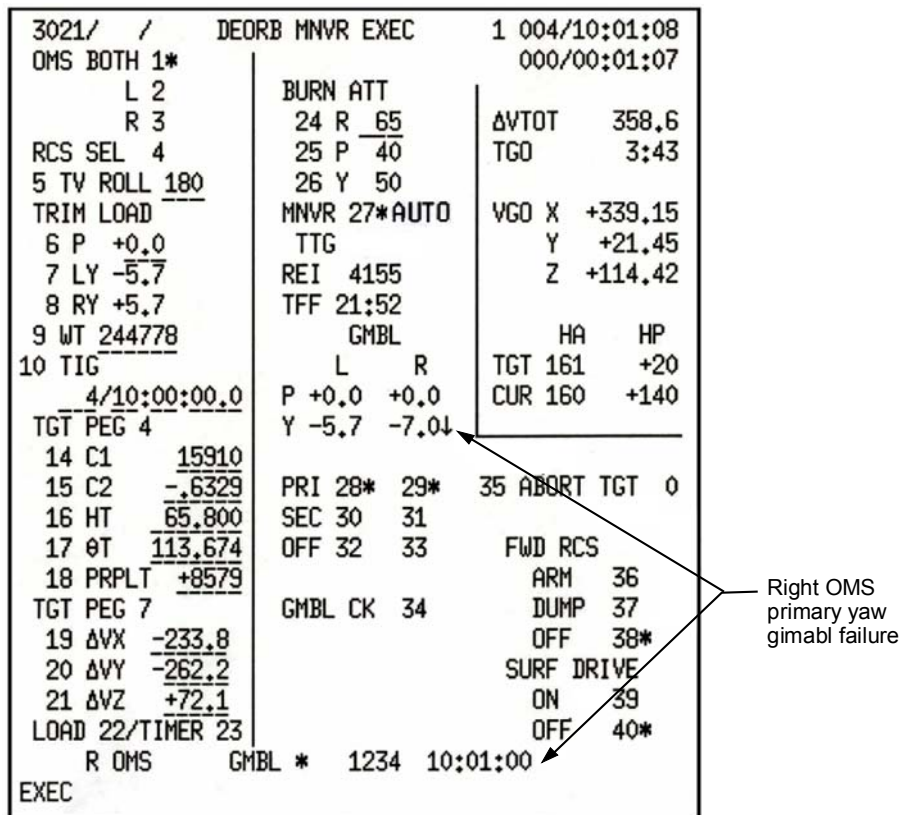 3021/ / DEORB MNVR EXEC 1 004/10:01:08
000/00:01:07
OMS BOTH 1*
L 2
R 3
RCS SEL 4
5 TV ROLL 180
TRIM LOAD
6 P +0.0
7 LY -5.7
8 RY +5.7
9 WT 244778
10 TIG
4/10:00:00.0
TGT PEG 4
14 C1 15910
15 C2 -.6329
16 HT 65.800
17 θT 113.674
18 PRPLT +8579
TGT PEG 7
19 ΔVX -233.8
20 ΔVY -262.2
21 ΔVZ +72.1
LOAD 22/TIMER 23
BURN ATT
24 R 65
25 P 40
26 Y 50
MNVR 27*AUTO
TTG
REI 4155
TFF 21:52
GMBL
L R
P +0.0 +0.0
Y -5.7 -7.0↓
PRI 28* 29*
SEC 30 31
OFF 32 33
GMBL CK 34
ΔVTOT 358.6
TGO 3:43
VGO X +339.15
Y +21.45
Z +114.42
HA HP
TGT 161 +20
CUR 160 +140
35 ABORT TGT 0
FWD RCS
ARM 36
DUMP 37
OFF 38*
SURF DRIVE
ON 39
OFF 40*
R OMS GMBL * 1234 10:01:00
EXEC
Right OMS
primary yaw
gimabl failure